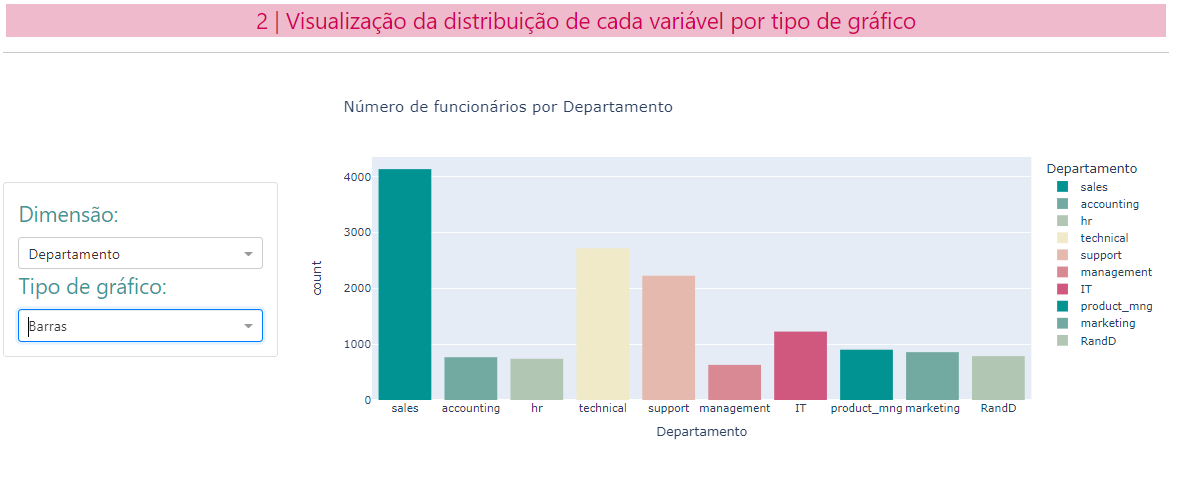 2 | Visualização da distribuição de cada variável por tipo de gráfico
Dimensão:
Departamento
Tipo de gráfico:
Barras
Número de funcionários por Departamento
count
4000
3000
2000
1000
0
sales accounting hr technical support management IT product_mng marketing RandD
Departamento
Departamento
sales
accounting
hr
technical
support
management
IT
product_mng
marketing
RandD